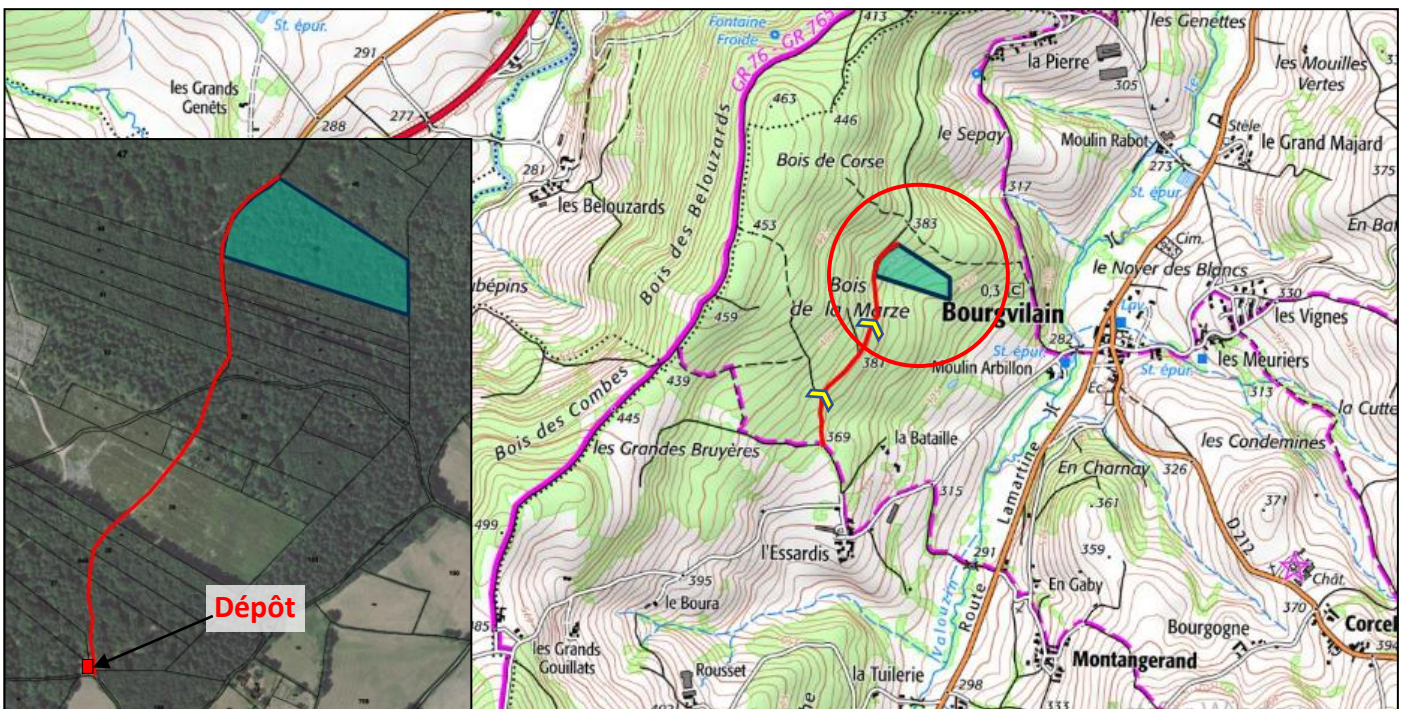 St. épur.
291
les Grands
Genêts
288
277
281
les Belouzards
Fontaine
Froide
GR 76 - GR 765
413
463
446
Bois de Corse
Bois des Belouzards
453
459
383
Bois
de la Marze
381
0,3
C
Bourgvilain
le Sepay
317
la Pierre
305
les Genettes
les Mouilles
Vertes
Stèle
Moulin Rabot
le Grand Majard
273
St. épur.
375
Cim.
le Noyer des Blancs
Lav.
330
les Vignes
282
St. épur.
Moulin Arbillon
les Meuriers
St. épur.
Éc.
313
439
445
Bois des Combes
les Grandes Bruyères
369
la Bataille
315
En Charnay
326
les Condemines
361
371
D 212
499
l'Essardis
291
Route Lamartine
Valouzin
359
En Gaby
Chât.
370
395
le Boura
485
les Grands
Gouillats
Rousset
la Tuilerie
298
Bourgogne
Corcel
394
Montangerand
333
47
Dépôt